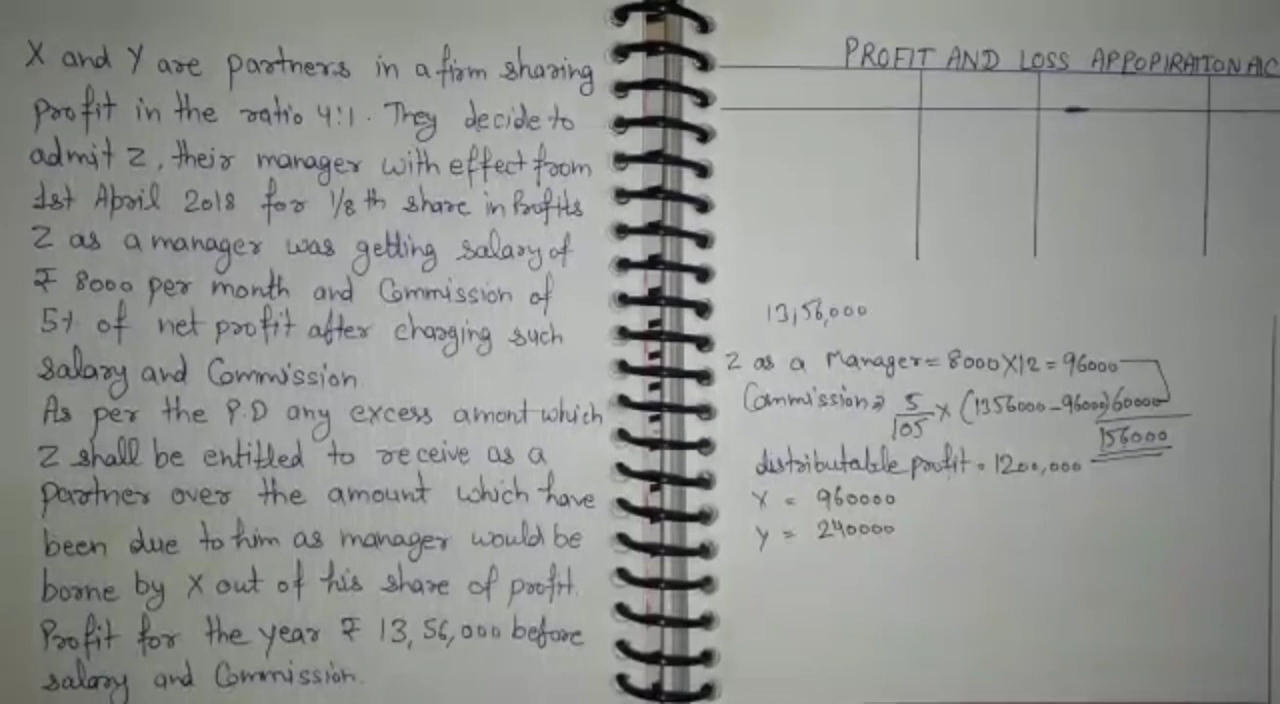 X and Y are partners in a firm sharing
profit in the ratio 4:1. They decide to
admit Z, their manager with effect from
1st April 2018 for 1/8th share in Profits
Z as a manager was getting salary of
₹ 8000 per month and Commission of
5% of net profit after charging such
salary and Commission
As per the P.D any excess amont which
Z shall be entitled to receive as a
partner over the amount which have
been due to him as manager would be
borne by X out of his share of profit.
Profit for the year ₹ 13,56,000 before
salary and Commission.
PROFIT AND LOSS APPOPIRATION A/C
13,56,000
Z as a Manager = 8000X12 = 96000
Commission ⇒ 5/105 × (1356000-96000) 60000
156000
distributable profit = 1200,000
X = 960000
Y = 240000